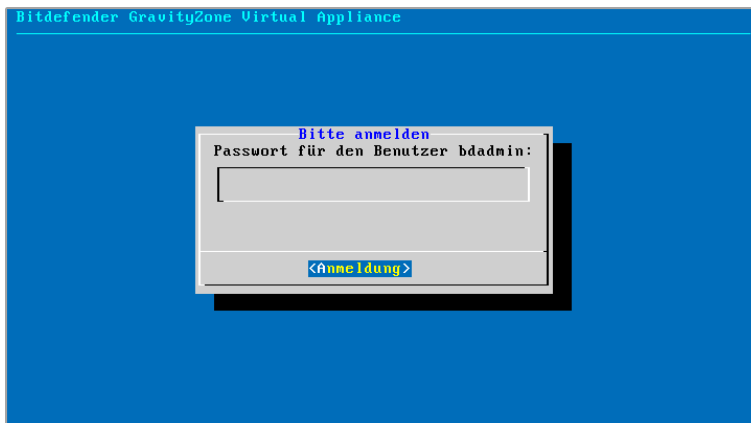 Bitdefender GravityZone Virtual Appliance
Bitte anmelden
Passwort für den Benutzer bdadmin:
<Anmeldung>